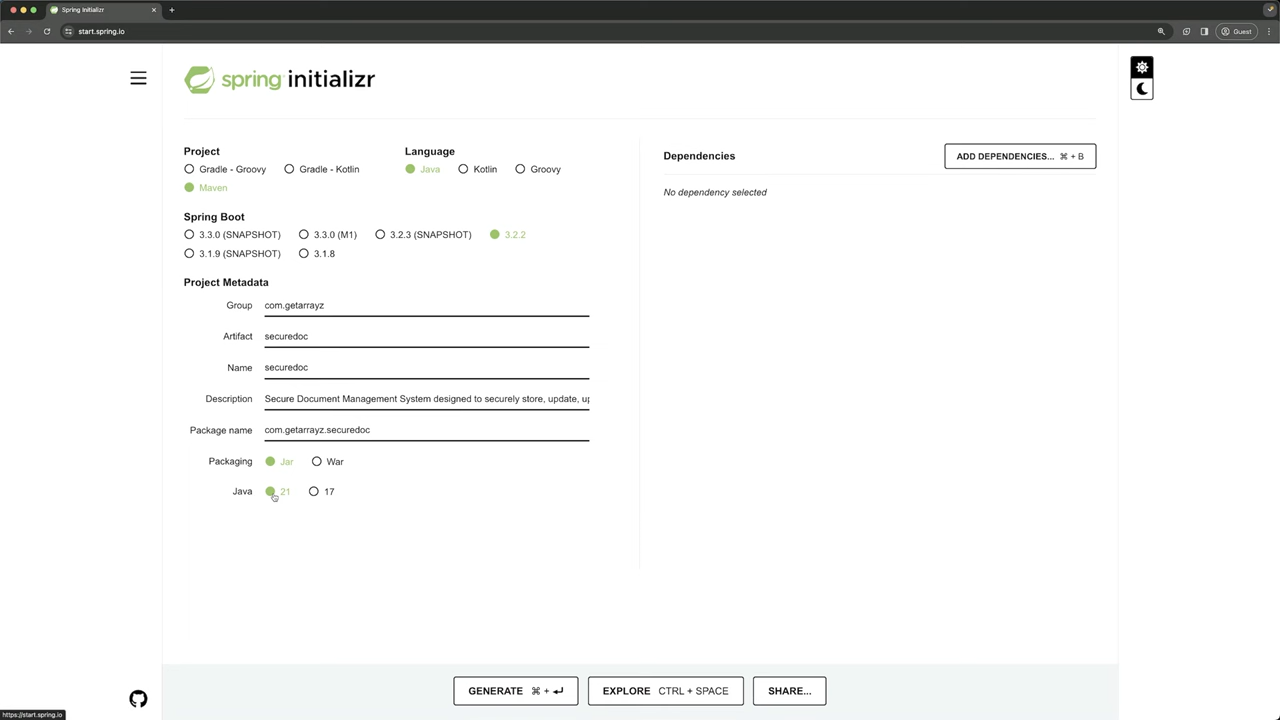 Spring Initializr
start.spring.io
Guest
spring initializr
Project
Gradle - Groovy
Gradle - Kotlin
Maven
Language
Java
Kotlin
Groovy
Spring Boot
3.3.0 (SNAPSHOT)
3.3.0 (M1)
3.2.3 (SNAPSHOT)
3.2.2
3.1.9 (SNAPSHOT)
3.1.8
Project Metadata
Group com.getarrayz
Artifact securedoc
Name securedoc
Description Secure Document Management System designed to securely store, update, up
Package name com.getarrayz.securedoc
Packaging Jar War
Java 21 17
Dependencies
ADD DEPENDENCIES... ⌘ + B
No dependency selected
GENERATE ⌘ + ↵
EXPLORE CTRL + SPACE
SHARE...
https://start.spring.io